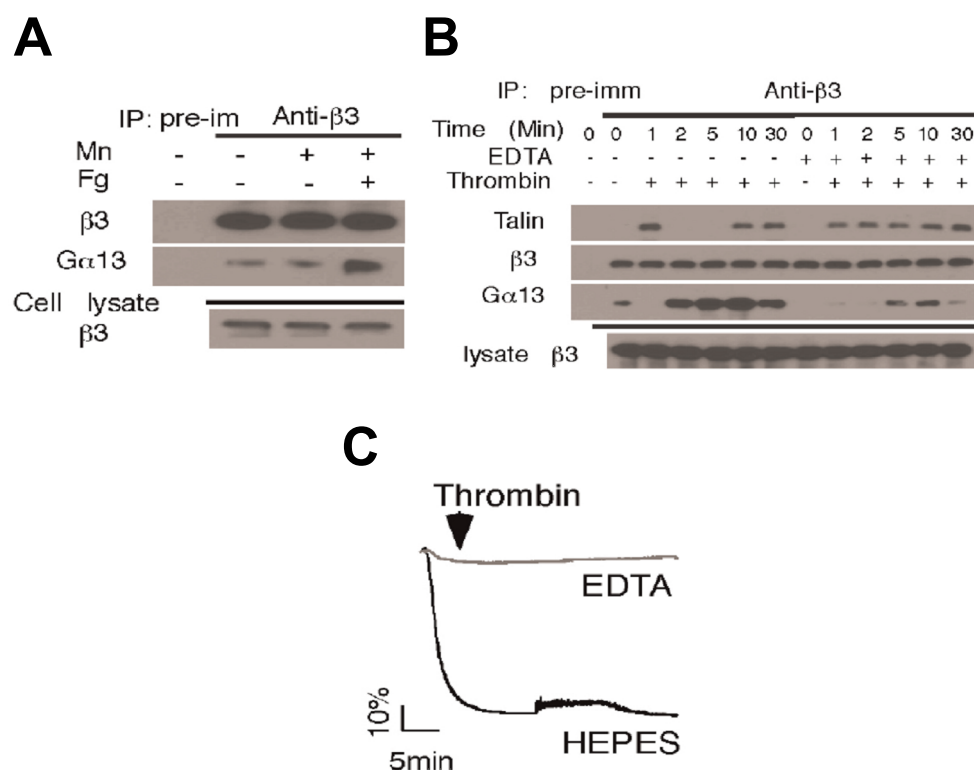 A
IP: pre-im Anti-β3
Mn - - + +
Fg - - - +
β3
Gα13
Cell lysate
β3
B
IP: pre-imm Anti-β3
Time (Min) 0 0 1 2 5 10 30 0 1 2 5 10 30
EDTA - - - - - - - + + + + + +
Thrombin - - + + + + + - + + + + +
Talin
β3
Gα13
lysate β3
C
Thrombin
EDTA
10%
HEPES
5min